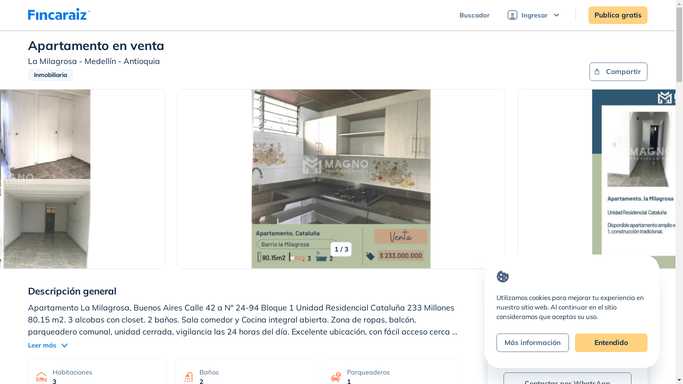 Fincaraiz
Buscador
Ingresar
Publica gratis
Apartamento en venta
La Milagrosa - Medellín - Antioquia
Inmobiliaria
Compartir
MAGNO
MAGNO
Apartamento, Cataluña
Barrio la Milagrosa
Venta
80.15m2
3
2
$ 233.000.000
1 / 3
MAGNO
Apartamento, la Milagrosa
Unidad Residencial Cataluña
Disponible apartamento amplio e
1, construcción tradicional.
Descripción general
Apartamento La Milagrosa, Buenos Aires Calle 42 a N° 24-94 Bloque 1 Unidad Residencial Cataluña 233 Millones
80.15 m2. 3 alcobas con closet. 2 baños. Sala comedor y Cocina integral abierta. Zona de ropas, balcón,
parqueadero comunal, unidad cerrada, vigilancia las 24 horas del día. Excelente ubicación, con fácil acceso cerca ...
Leer más
Habitaciones
3
Baños
2
Parqueaderos
1
Utilizamos cookies para mejorar tu experiencia en
nuestro sitio web. Al continuar en el sitio
consideramos que aceptas su uso.
Más información
Entendido
Contactar por WhatsApp